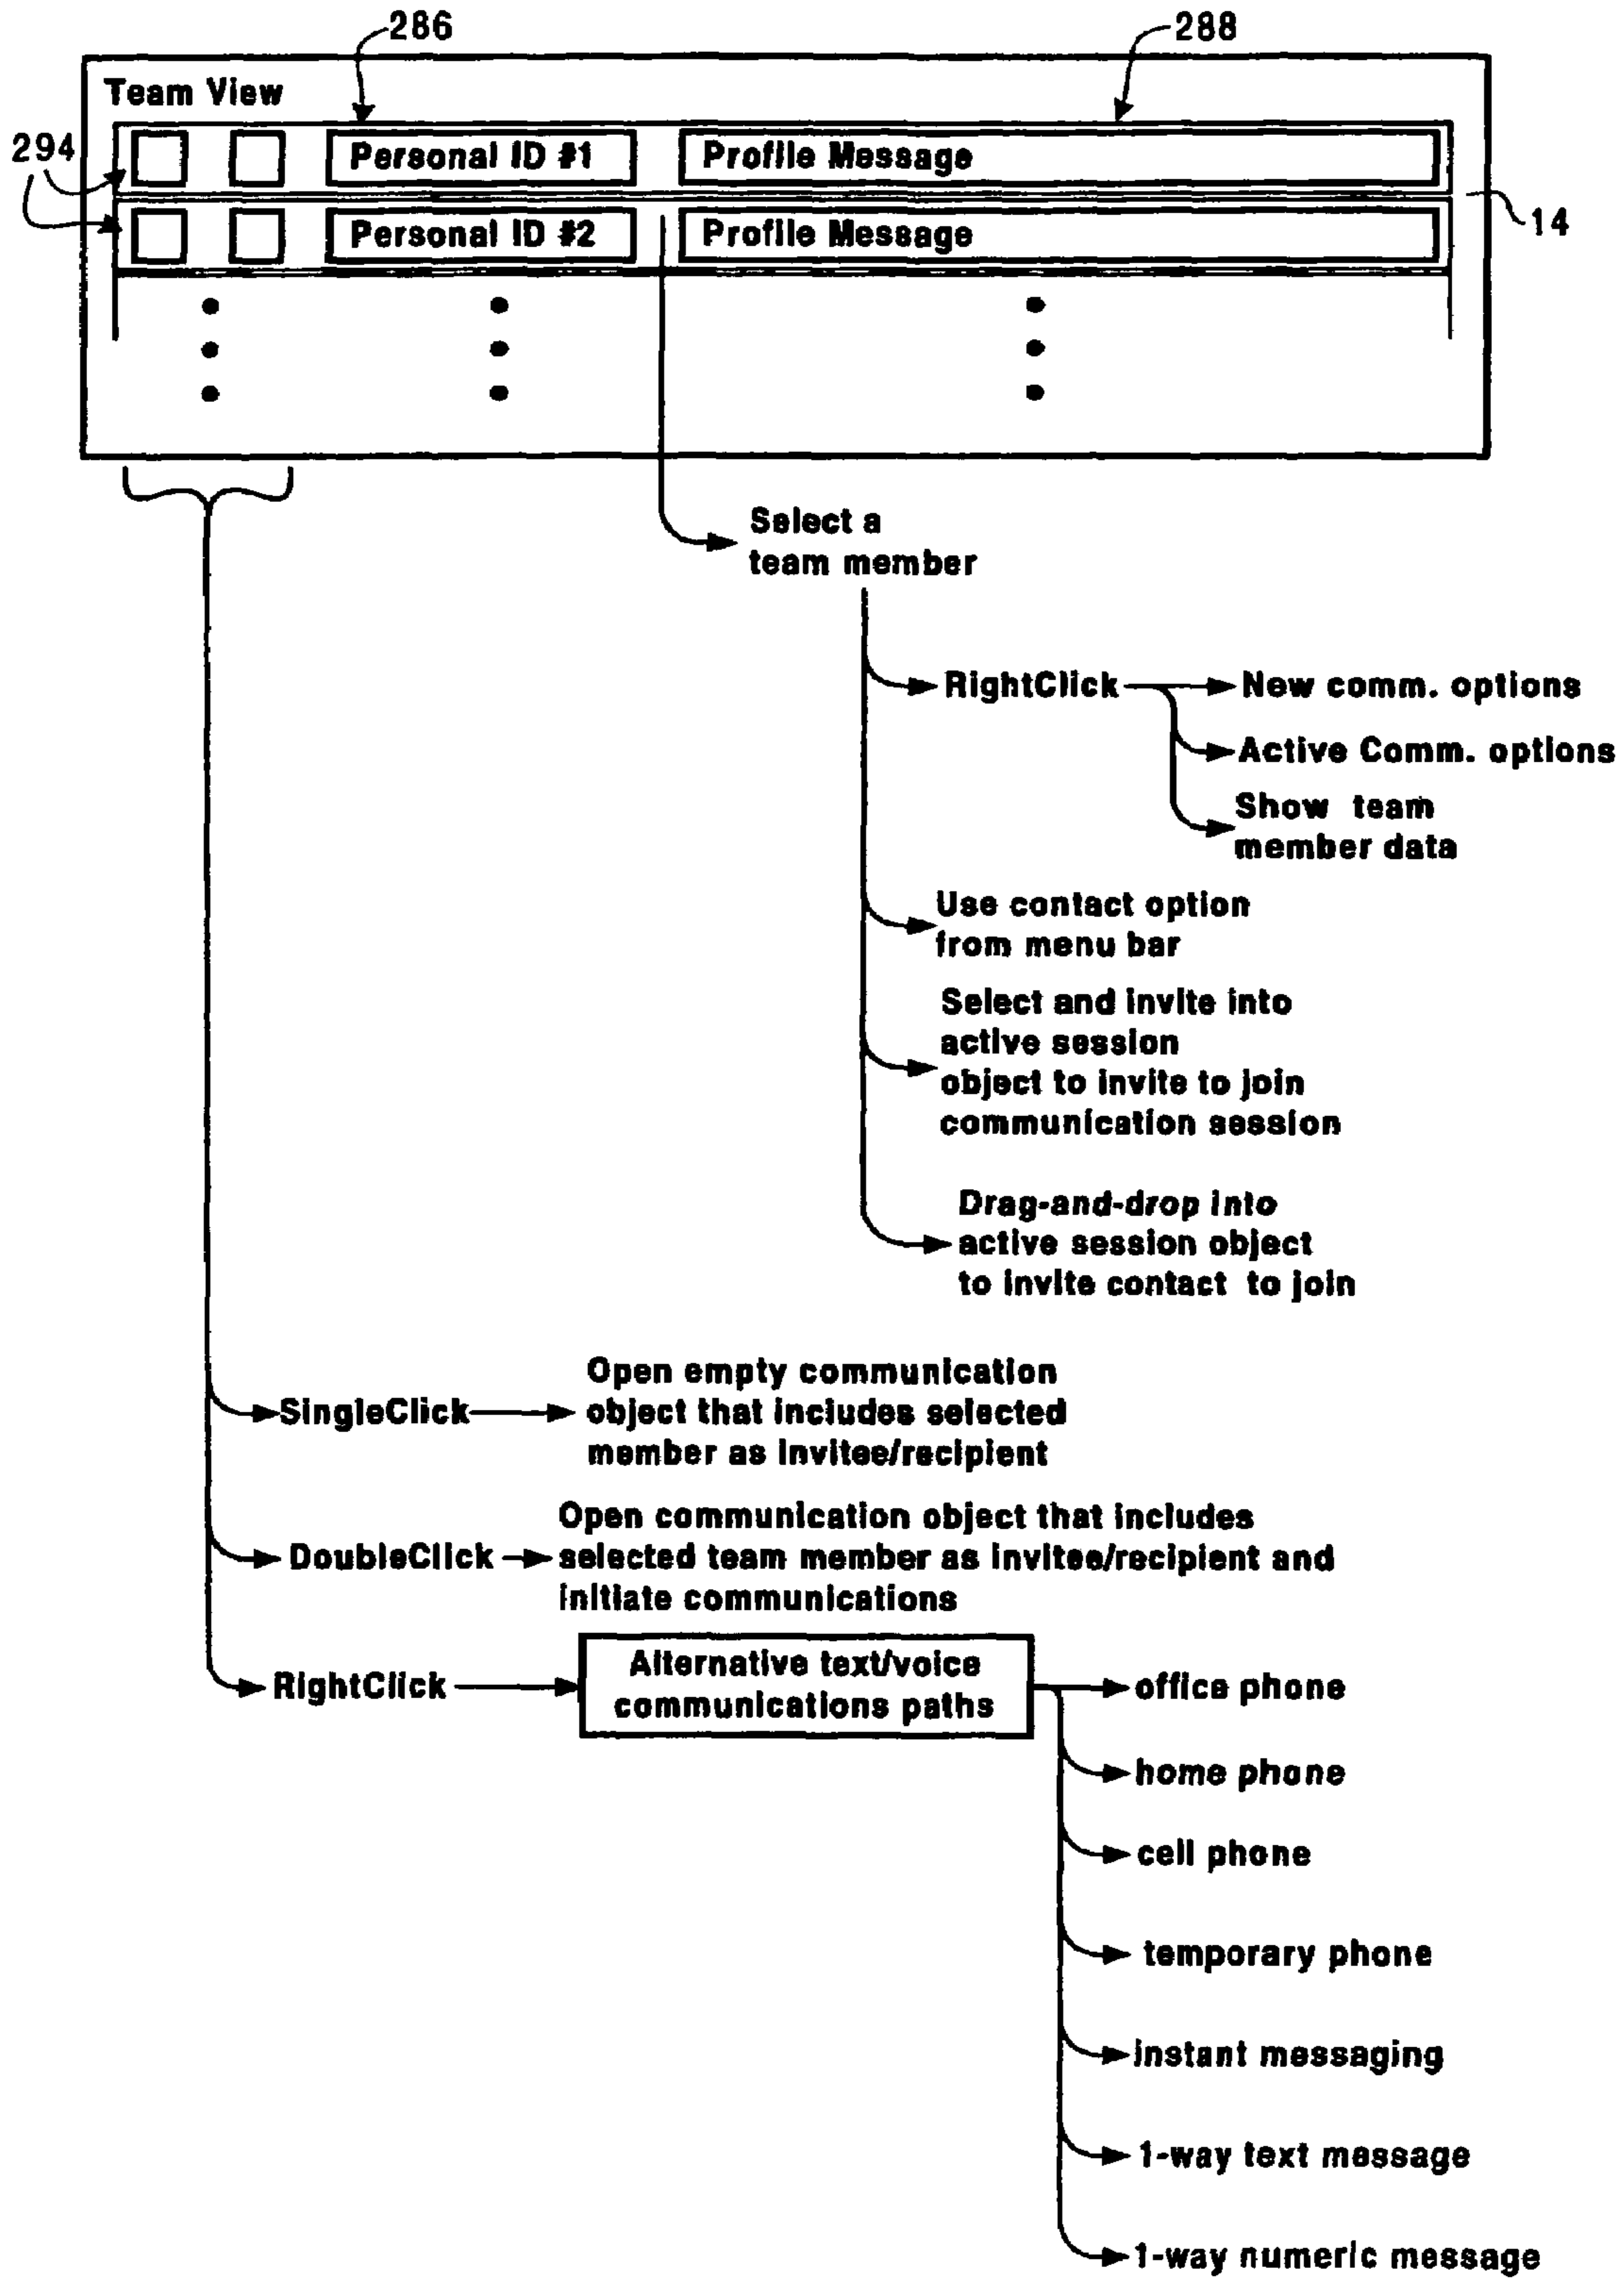 286
288
Team View
294
Personal ID #1
Profile Message
Personal ID #2
Profile Message
14
Select a
team member
RightClick
New comm. options
Active Comm. options
Show team
member data
Use contact option
from menu bar
Select and invite into
active session
object to invite to join
communication session
Drag-and-drop into
active session object
to invite contact to join
SingleClick
Open empty communication
object that includes selected
member as invitee/recipient
DoubleClick
Open communication object that includes
selected team member as invitee/recipient and
initiate communications
RightClick
Alternative text/voice
communications paths
office phone
home phone
cell phone
temporary phone
instant messaging
1-way text message
1-way numeric message